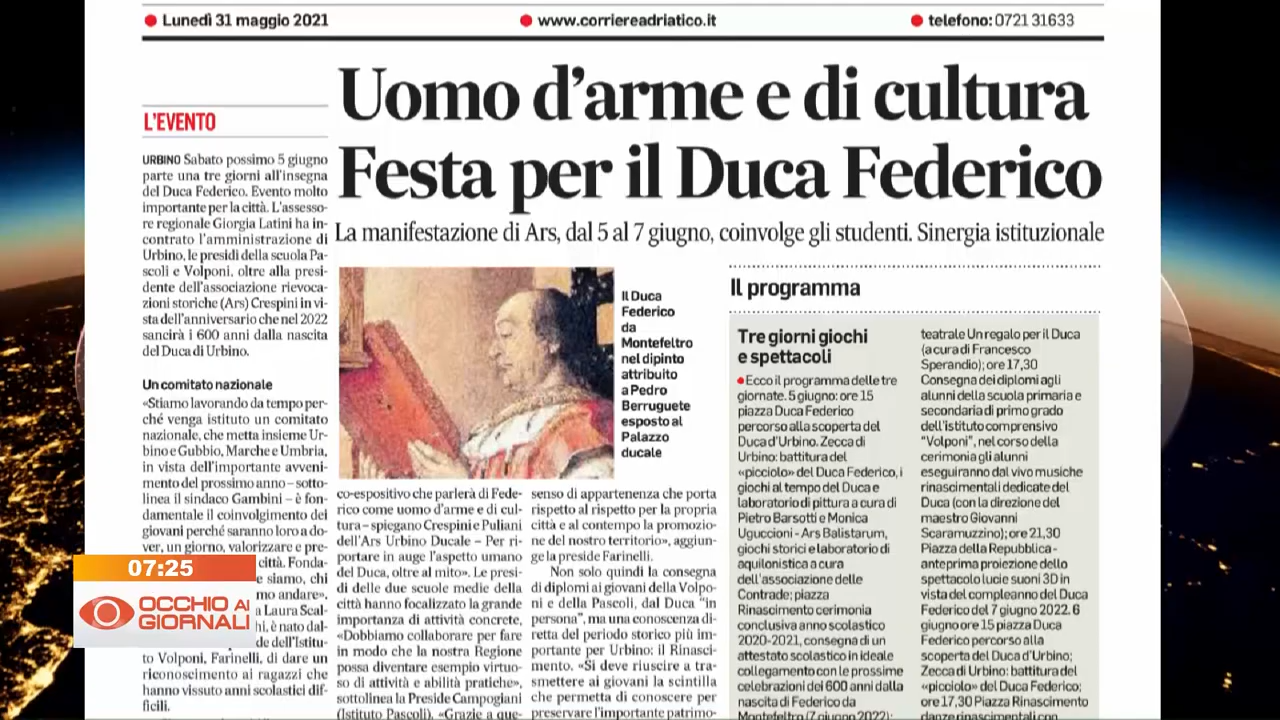 Lunedì 31 maggio 2021
www.corriereadriatico.it
telefono: 0721 31633
Uomo d'arme e di cultura
Festa per il Duca Federico
La manifestazione di Ars, dal 5 al 7 giugno, coinvolge gli studenti. Sinergia istituzionale
L'EVENTO
URBINO Sabato possimo 5 giugno
parte una tre giorni all'insegna
del Duca Federico. Evento molto
importante per la città. L'assesso-
re regionale Giorgia Latini ha in-
contrato l'amministrazione di
Urbino, le presidi della scuola Pa-
scoli e Volponi, oltre alla presi-
dente dell'associazione rievoca-
zioni storiche (Ars) Crespini in vi-
sta dell'anniversario che nel 2022
sancirà i 600 anni dalla nascita
del Duca di Urbino.
Un comitato nazionale
«Stiamo lavorando da tempo per-
ché venga istituto un comitato
nazionale, che metta insieme Ur-
bino e Gubbio, Marche e Umbria,
in vista dell'importante avveni-
mento del prossimo anno – sotto-
linea il sindaco Gambini – è fon-
damentale il coinvolgimento dei
giovani perché saranno loro a do-
ver, un giorno, valorizzare e pre-
città. Fonda-
e siamo, chi
mo andare».
a Laura Scal-
hi, è nato dal-
de dell'Istitu-
to Volponi, Farinelli, di dare un
riconoscimento ai ragazzi che
hanno vissuto anni scolastici dif-
ficili.
Il Duca
Federico
da
Montefeltro
nel dipinto
attribuito
a Pedro
Berruguete
esposto al
Palazzo
ducale
co-espositivo che parlerà di Fede-
rico come uomo d'arme e di cul-
tura – spiegano Crespini e Puliani
dell'Ars Urbino Ducale – Per ri-
portare in auge l'aspetto umano
del Duca, oltre al mito». Le presi-
di delle due scuole medie della
città hanno focalizzato la grande
importanza di attività concrete,
«Dobbiamo collaborare per fare
in modo che la nostra Regione
possa diventare esempio virtuo-
so di attività e abilità pratiche»,
sottolinea la Preside Campogiani
(Istituto Pascoli). «Grazie a que-
senso di appartenenza che porta
rispetto al rispetto per la propria
città e al contempo la promozio-
ne del nostro territorio», aggiun-
ge la preside Farinelli.
Non solo quindi la consegna
di diplomi ai giovani della Volpo-
ni e della Pascoli, dal Duca "in
persona", ma una conoscenza di-
retta del periodo storico più im-
portante per Urbino: il Rinasci-
mento. «Si deve riuscire a tra-
smettere ai giovani la scintilla
che permetta di conoscere per
preservare l'importante patrimo-
Il programma
Tre giorni giochi
e spettacoli
Ecco il programma delle tre
giornate. 5 giugno: ore 15
piazza Duca Federico
percorso alla scoperta del
Duca d'Urbino. Zecca di
Urbino: battitura del
«picciolo» del Duca Federico, i
giochi al tempo del Duca e
laboratorio di pittura a cura di
Pietro Barsotti e Monica
Uguccioni - Ars Balistarum,
giochi storici e laboratorio di
aquilonistica a cura
dell'associazione delle
Contrade; piazza
Rinascimento cerimonia
conclusiva anno scolastico
2020-2021, consegna di un
attestato scolastico in ideale
collegamento con le prossime
celebrazioni dei 600 anni dalla
nascita di Federico da
Montefeltro (7 giugno 2022);
teatrale Un regalo per il Duca
(a cura di Francesco
Sperandio); ore 17,30
Consegna dei diplomi agli
alunni della scuola primaria e
secondaria di primo grado
dell'istituto comprensivo
"Volponi", nel corso della
cerimonia gli alunni
eseguiranno dal vivo musiche
rinascimentali dedicate del
Duca (con la direzione del
maestro Giovanni
Scaramuzzino); ore 21,30
Piazza della Repubblica -
anteprima proiezione dello
spettacolo luci e suoni 3D in
vista del compleanno del Duca
Federico del 7 giugno 2022. 6
giugno ore 15 piazza Duca
Federico percorso alla
scoperta del Duca d'Urbino;
Zecca di Urbino: battitura del
«picciolo» del Duca Federico;
ore 17,30 Piazza Rinascimento
danze rinascimentali con
07:25
OCCHIO AI
GIORNALI